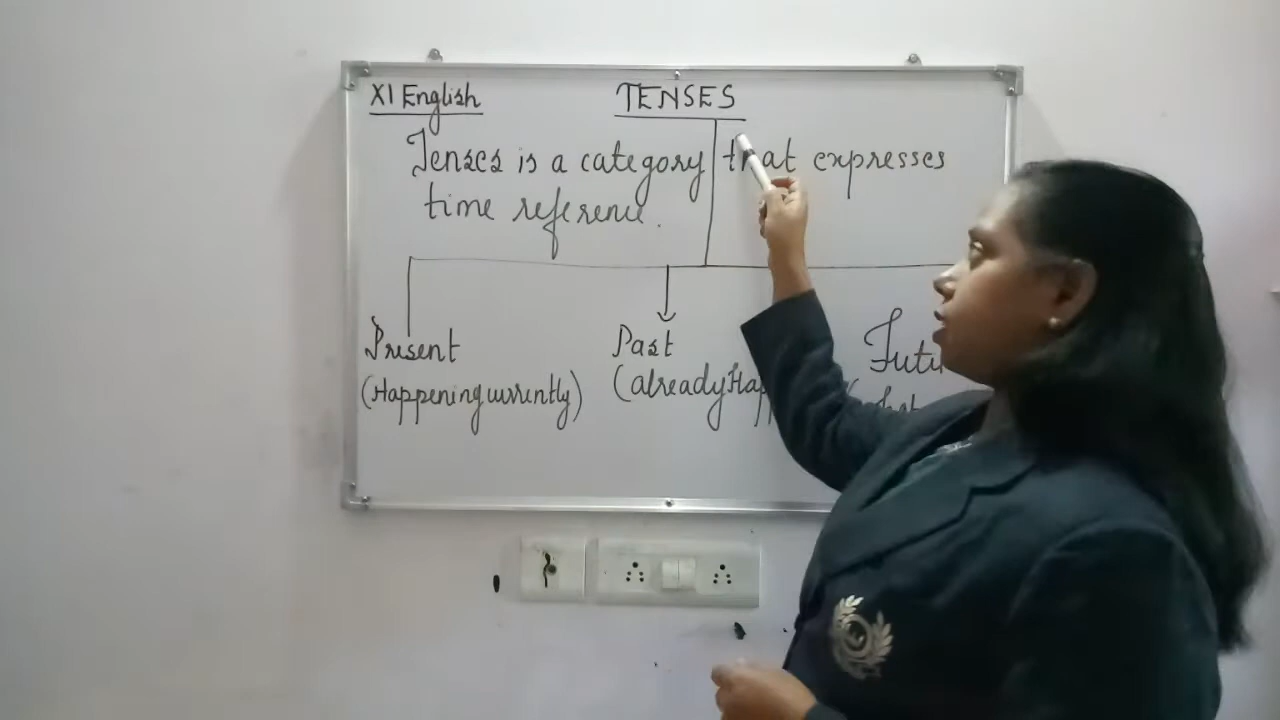 XI English
TENSES
Tenses is a category that expresses
time reference.
Present
Past
(Happening currently)
(already